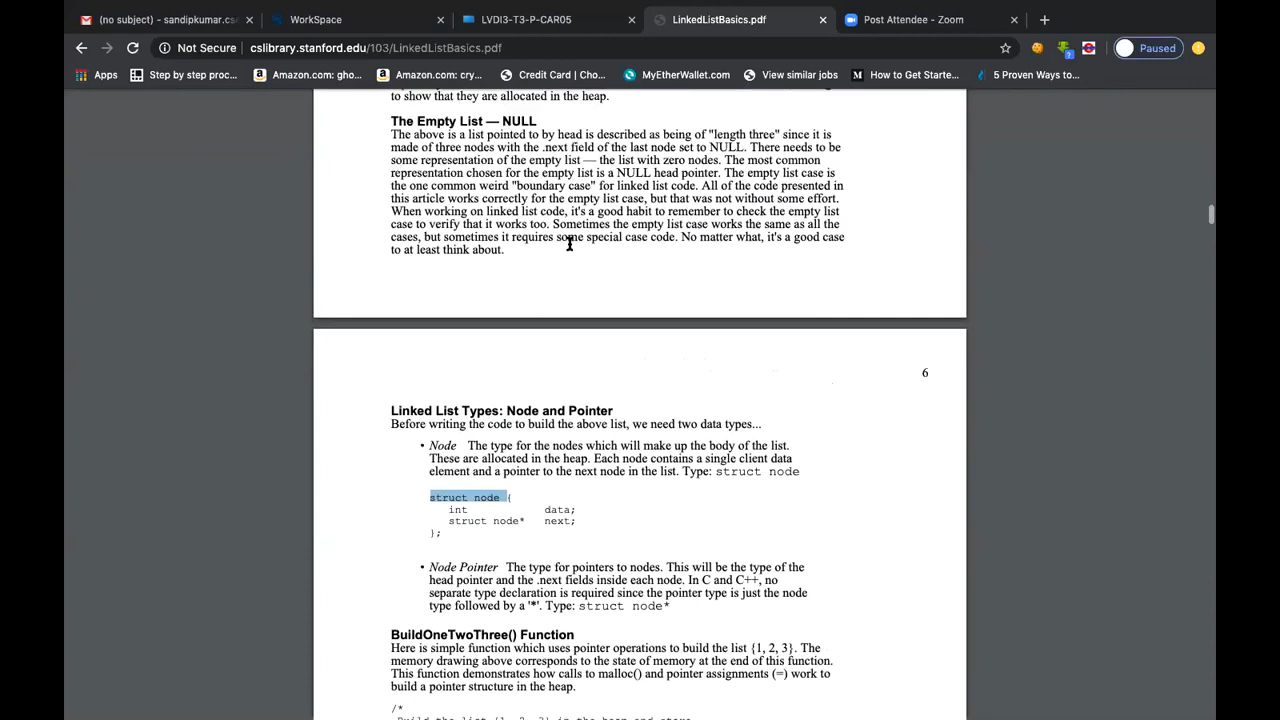 (no subject) - sandipkumar.cs
WorkSpace
LVDI3-T3-P-CAR05
LinkedListBasics.pdf
Post Attendee - Zoom
Not Secure | cslibrary.stanford.edu/103/LinkedListBasics.pdf
Paused
Apps
Step by step proc...
Amazon.com: gho...
Amazon.com: cry...
Credit Card | Cho...
MyEtherWallet.com
View similar jobs
How to Get Starte...
5 Proven Ways to...
to show that they are allocated in the heap.
The Empty List — NULL
The above is a list pointed to by head is described as being of "length three" since it is
made of three nodes with the .next field of the last node set to NULL. There needs to be
some representation of the empty list — the list with zero nodes. The most common
representation chosen for the empty list is a NULL head pointer. The empty list case is
the one common weird "boundary case" for linked list code. All of the code presented in
this article works correctly for the empty list case, but that was not without some effort.
When working on linked list code, it's a good habit to remember to check the empty list
case to verify that it works too. Sometimes the empty list case works the same as all the
cases, but sometimes it requires some special case code. No matter what, it's a good case
to at least think about.
6
Linked List Types: Node and Pointer
Before writing the code to build the above list, we need two data types...
• Node The type for the nodes which will make up the body of the list.
These are allocated in the heap. Each node contains a single client data
element and a pointer to the next node in the list. Type: struct node
struct node {
int data;
struct node* next;
};
• Node Pointer The type for pointers to nodes. This will be the type of the
head pointer and the .next fields inside each node. In C and C++, no
separate type declaration is required since the pointer type is just the node
type followed by a '*'. Type: struct node*
BuildOneTwoThree() Function
Here is simple function which uses pointer operations to build the list {1, 2, 3}. The
memory drawing above corresponds to the state of memory at the end of this function.
This function demonstrates how calls to malloc() and pointer assignments (=) work to
build a pointer structure in the heap.
/*